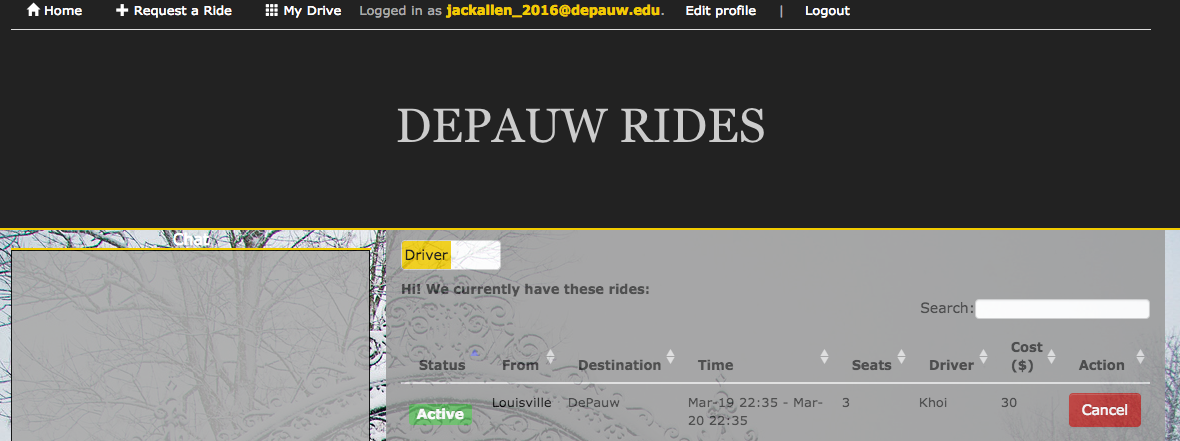 Home Request a Ride My Drive Logged in as jackallen_2016@depauw.edu. Edit profile | Logout
DEPAUW RIDES
Chat
Driver
Hi! We currently have these rides:
Search:
Status From Destination Time Seats Driver Cost ($) Action
Active Louisville DePauw Mar-19 22:35 - Mar-20 22:35 3 Khoi 30 Cancel